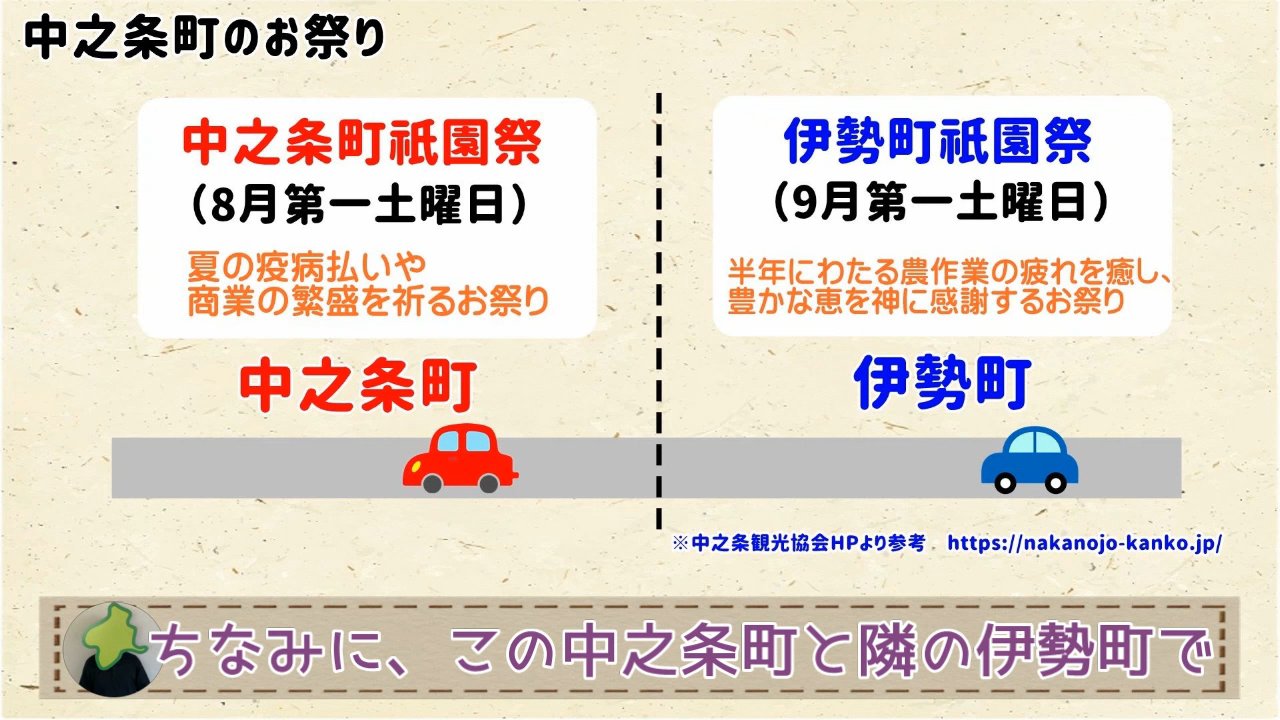 中之条町のお祭り
中之条町祇園祭
（8月第一土曜日）
夏の疫病払いや
商業の繁盛を祈るお祭り
中之条町
伊勢町祇園祭
（9月第一土曜日）
半年にわたる農作業の疲れを癒し、
豊かな恵を神に感謝するお祭り
伊勢町
※中之条観光協会HPより参考　https://nakanojo-kanko.jp/
ちなみに、この中之条町と隣の伊勢町で